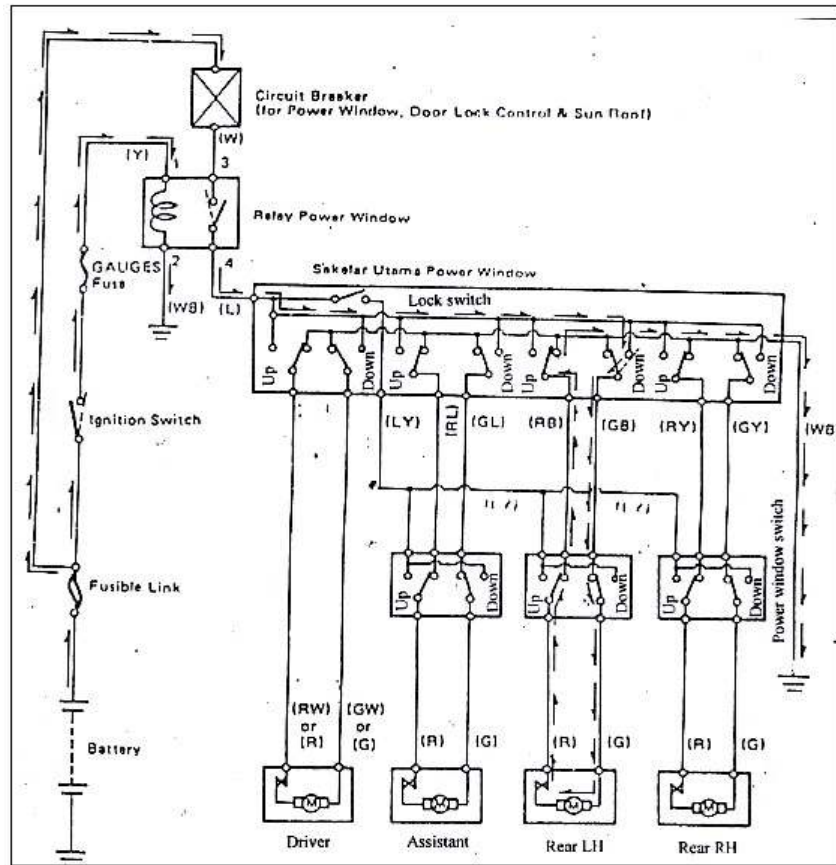 Circuit Breaker
(for Power Window, Door Lock Control & Sun Roof)
(W)
(Y)
1
3
Relay Power Window
2
4
GAUGES
Fuse
(WB)
(L)
Sakelar Utama Power Window
Lock switch
Up
Down
Up
Down
Up
Down
Up
Down
Ignition Switch
(LY)
(RL)
(GL)
(RB)
(GB)
(RY)
(GY)
(WB
Power window switch
Up
Down
Up
Down
Up
Down
Fusible Link
Battery
(RW)
or
(R)
(GW)
or
(G)
(R)
(G)
(R)
(G)
(R)
(G)
M
M
M
M
Driver
Assistant
Rear LH
Rear RH